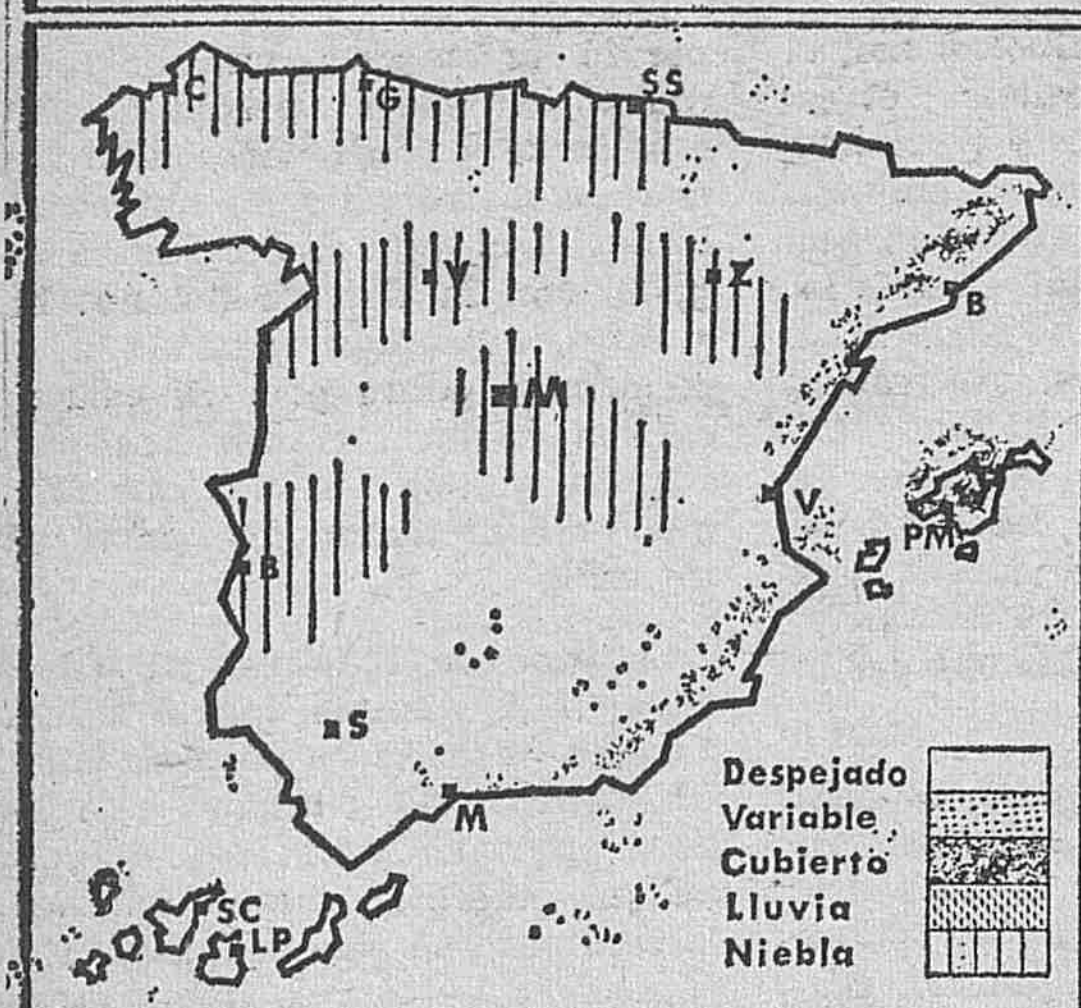 C
G
SS
V
Z
B
M
V
PM
B
S
M
SC
LP
Despejado
Variable
Cubierto
Lluvia
Niebla